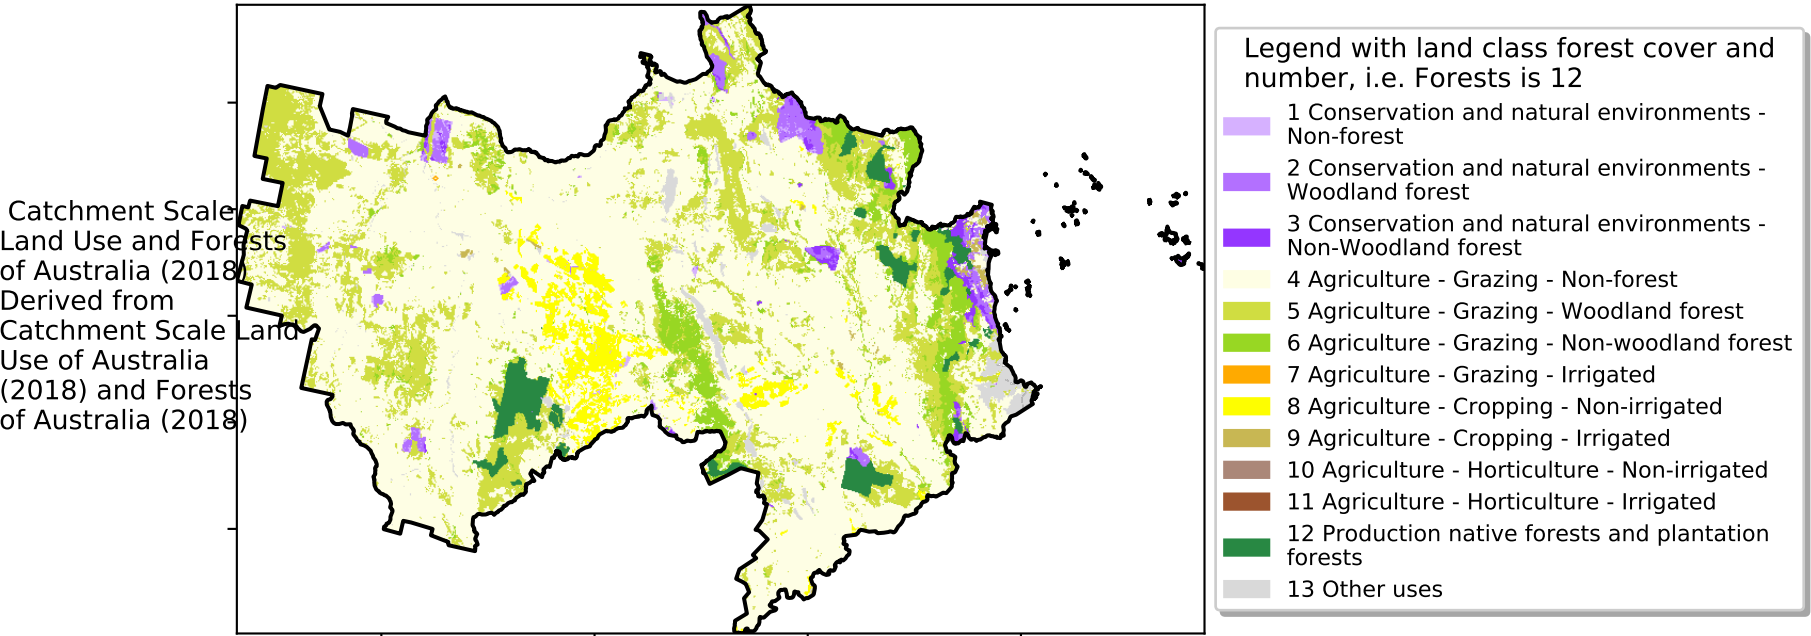 Catchment Scale
Land Use and Forests
of Australia (2018)
Derived from
Catchment Scale Land
Use of Australia
(2018) and Forests
of Australia (2018)
Legend with land class forest cover and
number, i.e. Forests is 12
1 Conservation and natural environments -
Non-forest
2 Conservation and natural environments -
Woodland forest
3 Conservation and natural environments -
Non-Woodland forest
4 Agriculture - Grazing - Non-forest
5 Agriculture - Grazing - Woodland forest
6 Agriculture - Grazing - Non-woodland forest
7 Agriculture - Grazing - Irrigated
8 Agriculture - Cropping - Non-irrigated
9 Agriculture - Cropping - Irrigated
10 Agriculture - Horticulture - Non-irrigated
11 Agriculture - Horticulture - Irrigated
12 Production native forests and plantation
forests
13 Other uses